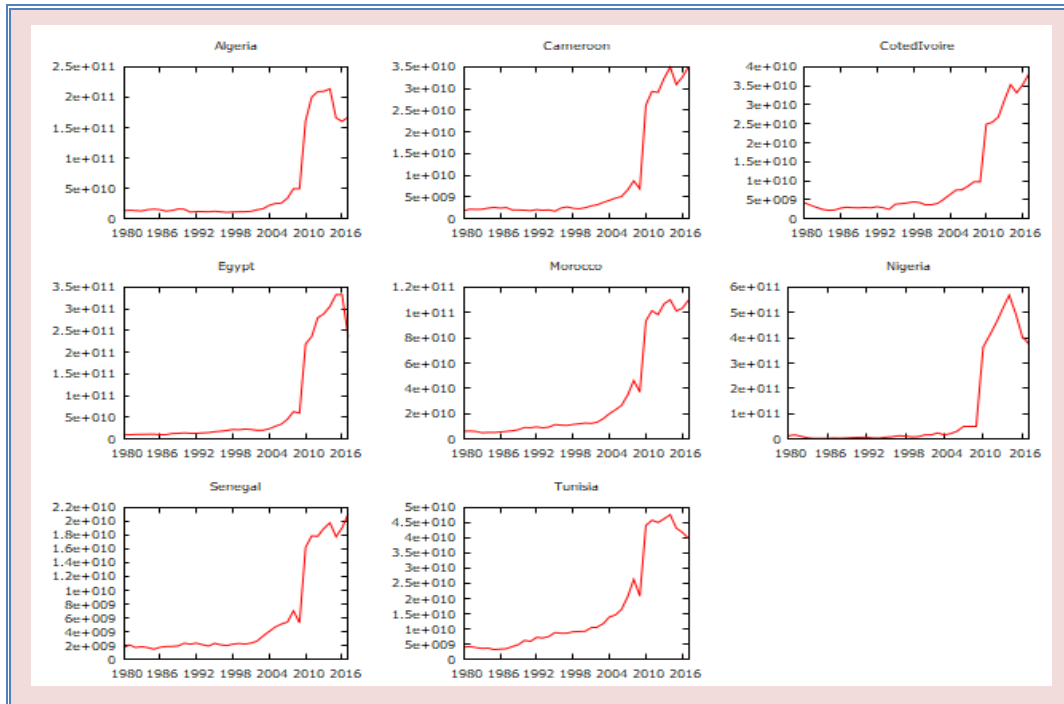 Algeria
2.5e+011
2e+011
1.5e+011
1e+011
5e+010
0
1980 1986 1992 1998 2004 2010 2016
Cameroon
3.5e+010
3e+010
2.5e+010
2e+010
1.5e+010
1e+010
5e+009
0
1980 1986 1992 1998 2004 2010 2016
CotedIvoire
4e+010
3.5e+010
3e+010
2.5e+010
2e+010
1.5e+010
1e+010
5e+009
0
1980 1986 1992 1998 2004 2010 2016
Egypt
3.5e+011
3e+011
2.5e+011
2e+011
1.5e+011
1e+011
5e+010
0
1980 1986 1992 1998 2004 2010 2016
Morocco
1.2e+011
1e+011
8e+010
6e+010
4e+010
2e+010
0
1980 1986 1992 1998 2004 2010 2016
Nigeria
6e+011
5e+011
4e+011
3e+011
2e+011
1e+011
0
1980 1986 1992 1998 2004 2010 2016
Senegal
2.2e+010
2e+010
1.8e+010
1.6e+010
1.4e+010
1.2e+010
1e+010
8e+009
6e+009
4e+009
2e+009
0
1980 1986 1992 1998 2004 2010 2016
Tunisia
5e+010
4.5e+010
4e+010
3.5e+010
3e+010
2.5e+010
2e+010
1.5e+010
1e+010
5e+009
0
1980 1986 1992 1998 2004 2010 2016